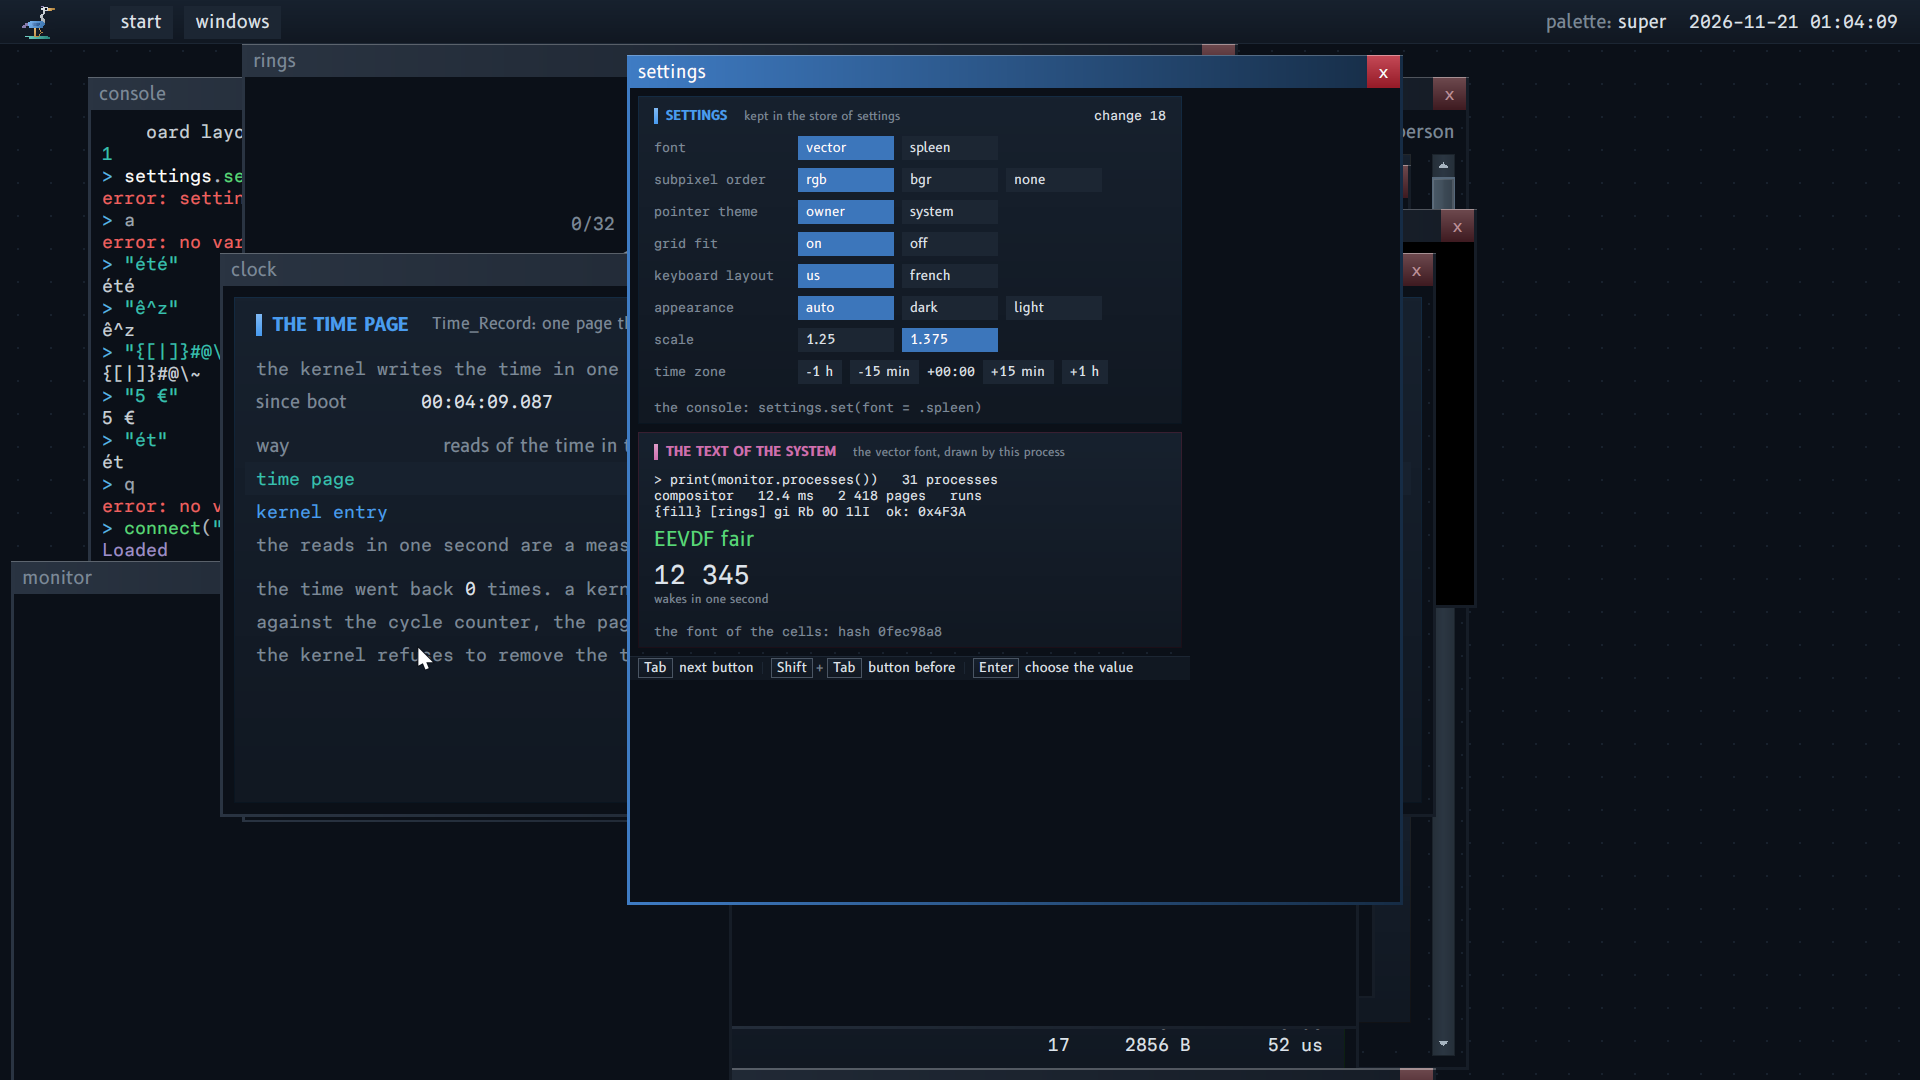 start windows palette: super 2026-11-21 01:04:09
rings
settings x
console
x
oard layo
person
1
> settings.se
error: settin
> a
error: no var
> "été"
été
> "ê^z"
ê^z
> "{[|]}#@\
{[|]}#@\~
> "5 €"
5 €
> "ét"
ét
> q
error: no v
> connect("
Loaded
0/32
x
clock
x
THE TIME PAGE Time_Record: one page th
the kernel writes the time in one
since boot 00:04:09.087
way reads of the time in t
time page
kernel entry
the reads in one second are a meas
the time went back 0 times. a kern
against the cycle counter, the pag
the kernel refuses to remove the t
monitor
SETTINGS kept in the store of settings change 18
font vector spleen
subpixel order rgb bgr none
pointer theme owner system
grid fit on off
keyboard layout us french
appearance auto dark light
scale 1.25 1.375
time zone -1 h -15 min +00:00 +15 min +1 h
the console: settings.set(font = .spleen)
THE TEXT OF THE SYSTEM the vector font, drawn by this process
> print(monitor.processes()) 31 processes
compositor 12.4 ms 2 418 pages runs
{fill} [rings] gi Rb 0O 1lI ok: 0x4F3A
EEVDF fair
12 345
wakes in one second
the font of the cells: hash 0fec98a8
Tab next button Shift + Tab button before Enter choose the value
17 2856 B 52 us